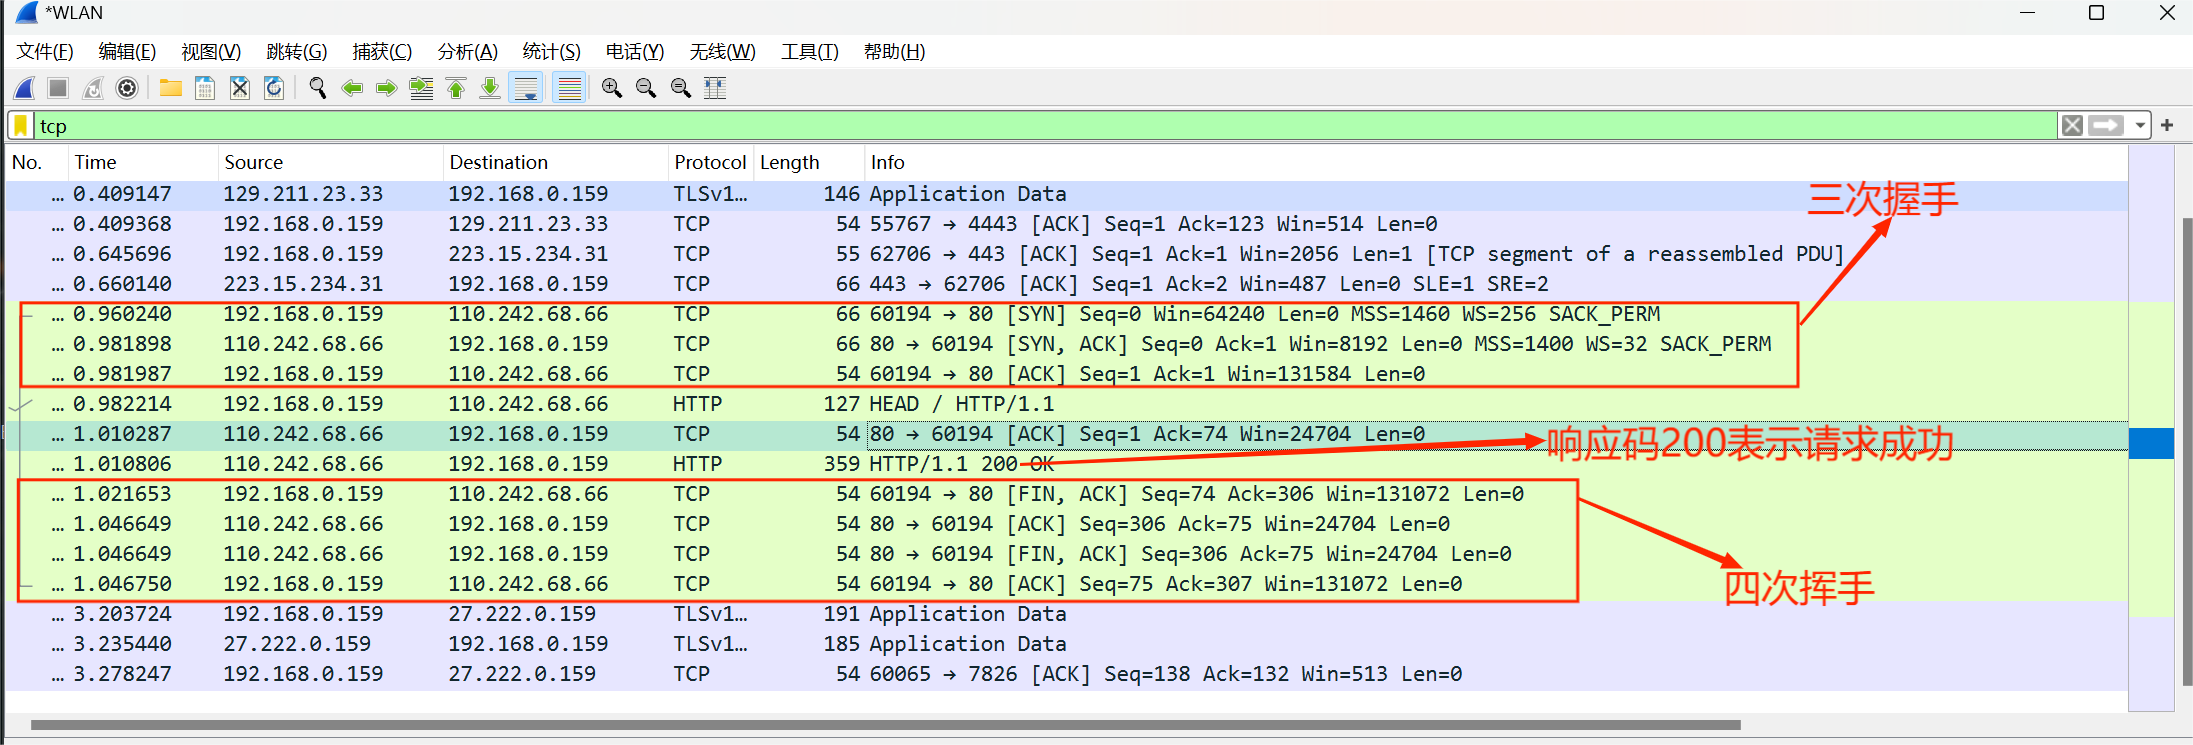 *WLAN
文件(F) 编辑(E) 视图(V) 跳转(G) 捕获(C) 分析(A) 统计(S) 电话(Y) 无线(W) 工具(T) 帮助(H)
tcp
No. Time Source Destination Protocol Length Info
… 0.409147 129.211.23.33 192.168.0.159 TLSv1… 146 Application Data
三次握手
… 0.409368 192.168.0.159 129.211.23.33 TCP 54 55767 → 4443 [ACK] Seq=1 Ack=123 Win=514 Len=0
… 0.645696 192.168.0.159 223.15.234.31 TCP 55 62706 → 443 [ACK] Seq=1 Ack=1 Win=2056 Len=1 [TCP segment of a reassembled PDU]
… 0.660140 223.15.234.31 192.168.0.159 TCP 66 443 → 62706 [ACK] Seq=1 Ack=2 Win=487 Len=0 SLE=1 SRE=2
… 0.960240 192.168.0.159 110.242.68.66 TCP 66 60194 → 80 [SYN] Seq=0 Win=64240 Len=0 MSS=1460 WS=256 SACK_PERM
… 0.981898 110.242.68.66 192.168.0.159 TCP 66 80 → 60194 [SYN, ACK] Seq=0 Ack=1 Win=8192 Len=0 MSS=1400 WS=32 SACK_PERM
… 0.981987 192.168.0.159 110.242.68.66 TCP 54 60194 → 80 [ACK] Seq=1 Ack=1 Win=131584 Len=0
… 0.982214 192.168.0.159 110.242.68.66 HTTP 127 HEAD / HTTP/1.1
… 1.010287 110.242.68.66 192.168.0.159 TCP 54 80 → 60194 [ACK] Seq=1 Ack=74 Win=24704 Len=0
响应码200表示请求成功
… 1.010806 110.242.68.66 192.168.0.159 HTTP 359 HTTP/1.1 200 OK
… 1.021653 192.168.0.159 110.242.68.66 TCP 54 60194 → 80 [FIN, ACK] Seq=74 Ack=306 Win=131072 Len=0
… 1.046649 110.242.68.66 192.168.0.159 TCP 54 80 → 60194 [ACK] Seq=306 Ack=75 Win=24704 Len=0
… 1.046649 110.242.68.66 192.168.0.159 TCP 54 80 → 60194 [FIN, ACK] Seq=306 Ack=75 Win=24704 Len=0
… 1.046750 192.168.0.159 110.242.68.66 TCP 54 60194 → 80 [ACK] Seq=75 Ack=307 Win=131072 Len=0
四次挥手
… 3.203724 192.168.0.159 27.222.0.159 TLSv1… 191 Application Data
… 3.235440 27.222.0.159 192.168.0.159 TLSv1… 185 Application Data
… 3.278247 192.168.0.159 27.222.0.159 TCP 54 60065 → 7826 [ACK] Seq=138 Ack=132 Win=513 Len=0